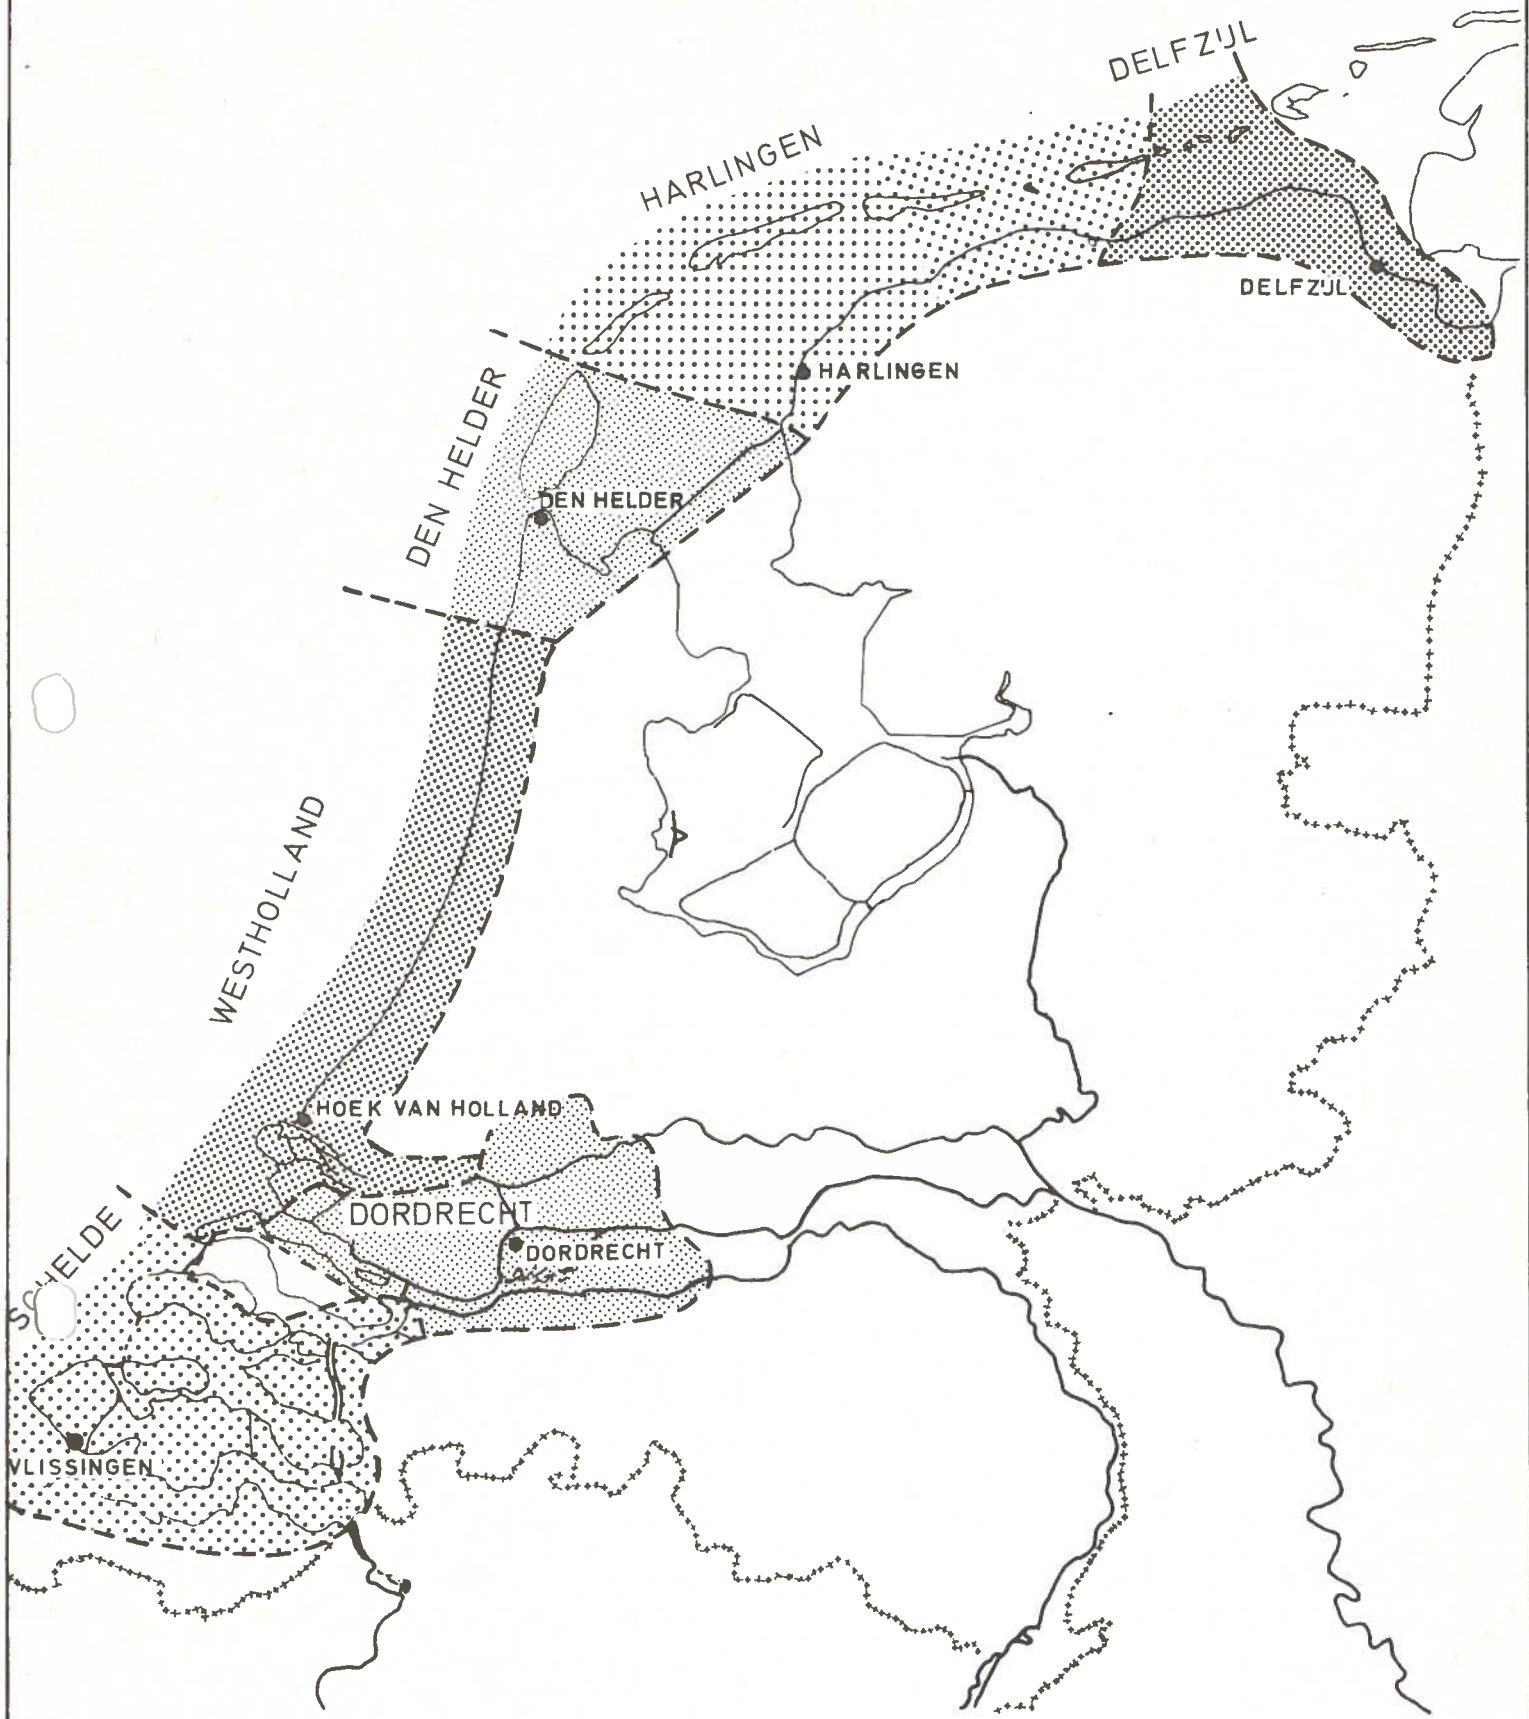 DELFZIJL
HARLINGEN
DELFZIJL
HARLINGEN
DEN HELDER
DEN HELDER
WESTHOLLAND
HOEK VAN HOLLAND
DORDRECHT
SCHELDE
DORDRECHT
VLISSINGEN